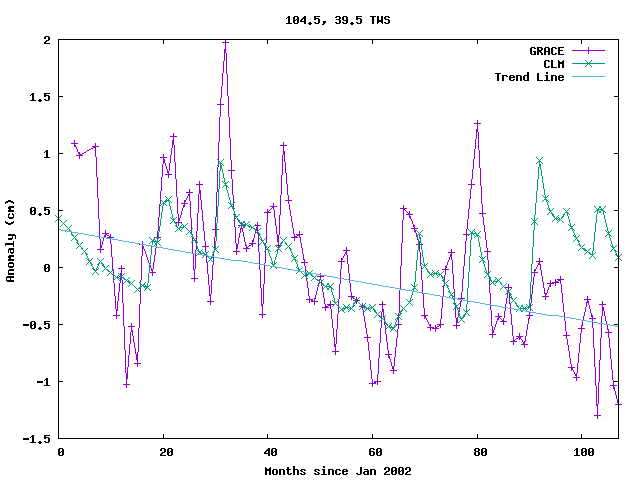 104.5, 39.5 TWS
GRACE
CLM
Trend Line
2
1.5
1
0.5
0
-0.5
-1
-1.5
Anomaly (cm)
0 20 40 60 80 100
Months since Jan 2002